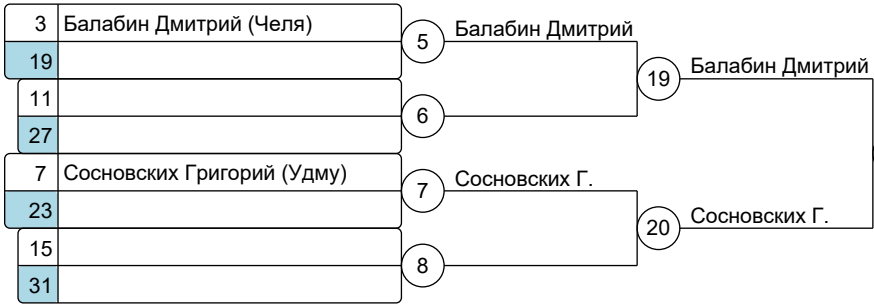 3 Балабин Дмитрий (Челя)
5 Балабин Дмитрий
19
19 Балабин Дмитрий
11
6
27
7 Сосновских Григорий (Удму)
7 Сосновских Г.
23
20 Сосновских Г.
15
8
31